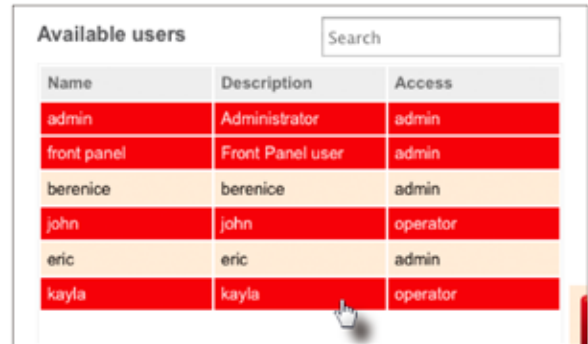 Available users Search
Name Description Access
admin Administrator admin
front panel Front Panel user admin
berenice berenice admin
john john operator
eric eric admin
kayla kayla operator